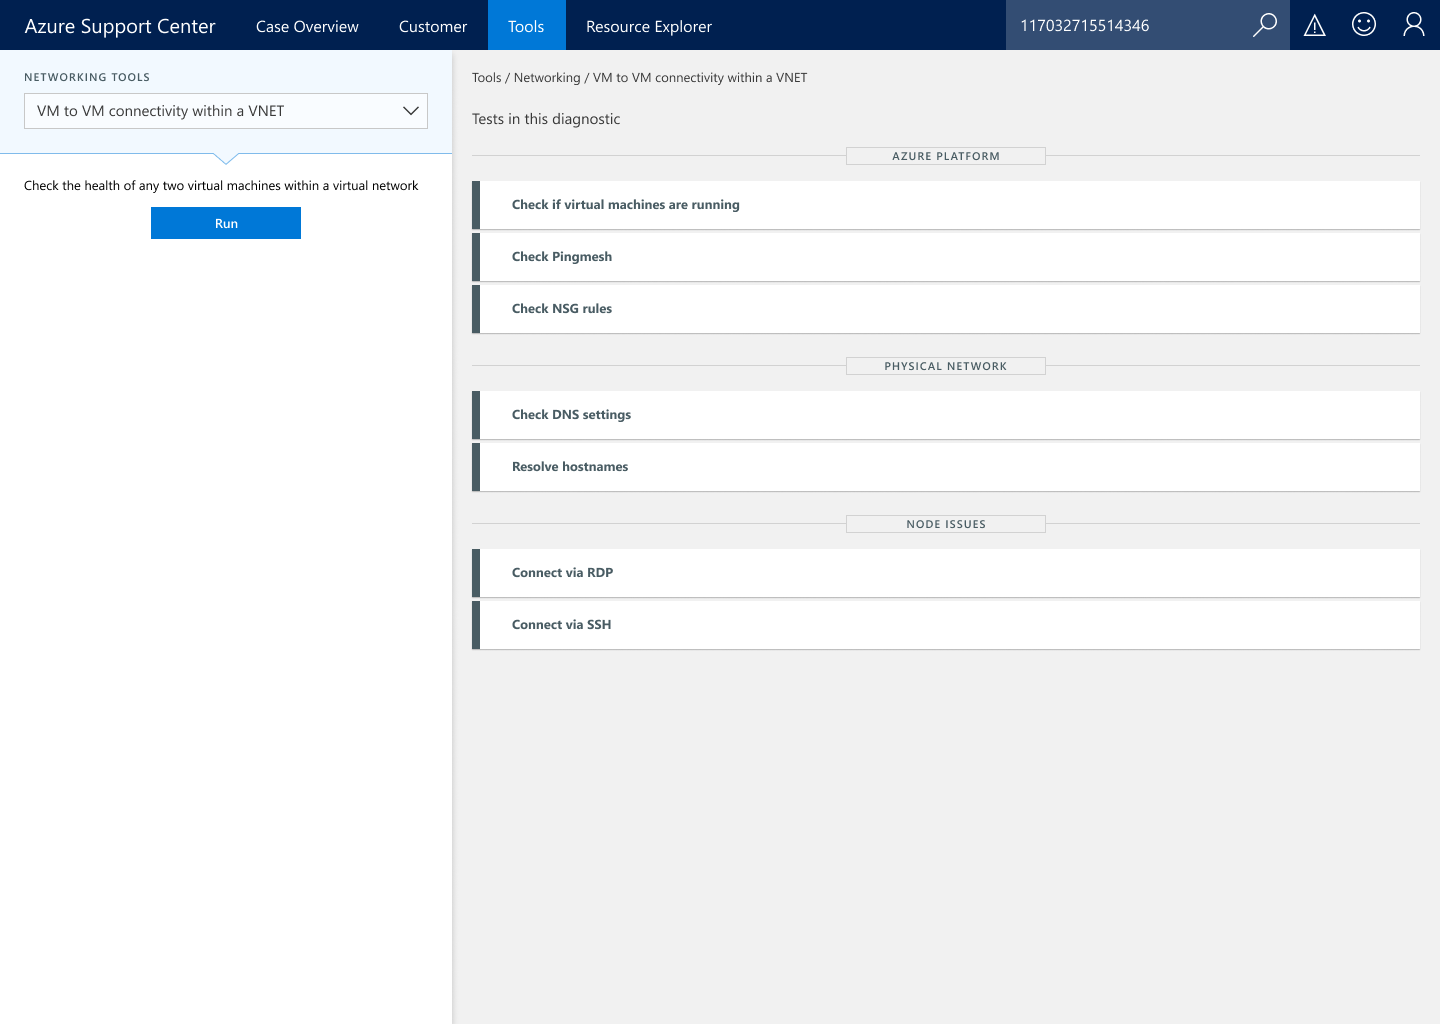 Azure Support Center Case Overview Customer Tools Resource Explorer 117032715514346
NETWORKING TOOLS
VM to VM connectivity within a VNET
Check the health of any two virtual machines within a virtual network
Run
Tools / Networking / VM to VM connectivity within a VNET
Tests in this diagnostic
AZURE PLATFORM
Check if virtual machines are running
Check Pingmesh
Check NSG rules
PHYSICAL NETWORK
Check DNS settings
Resolve hostnames
NODE ISSUES
Connect via RDP
Connect via SSH